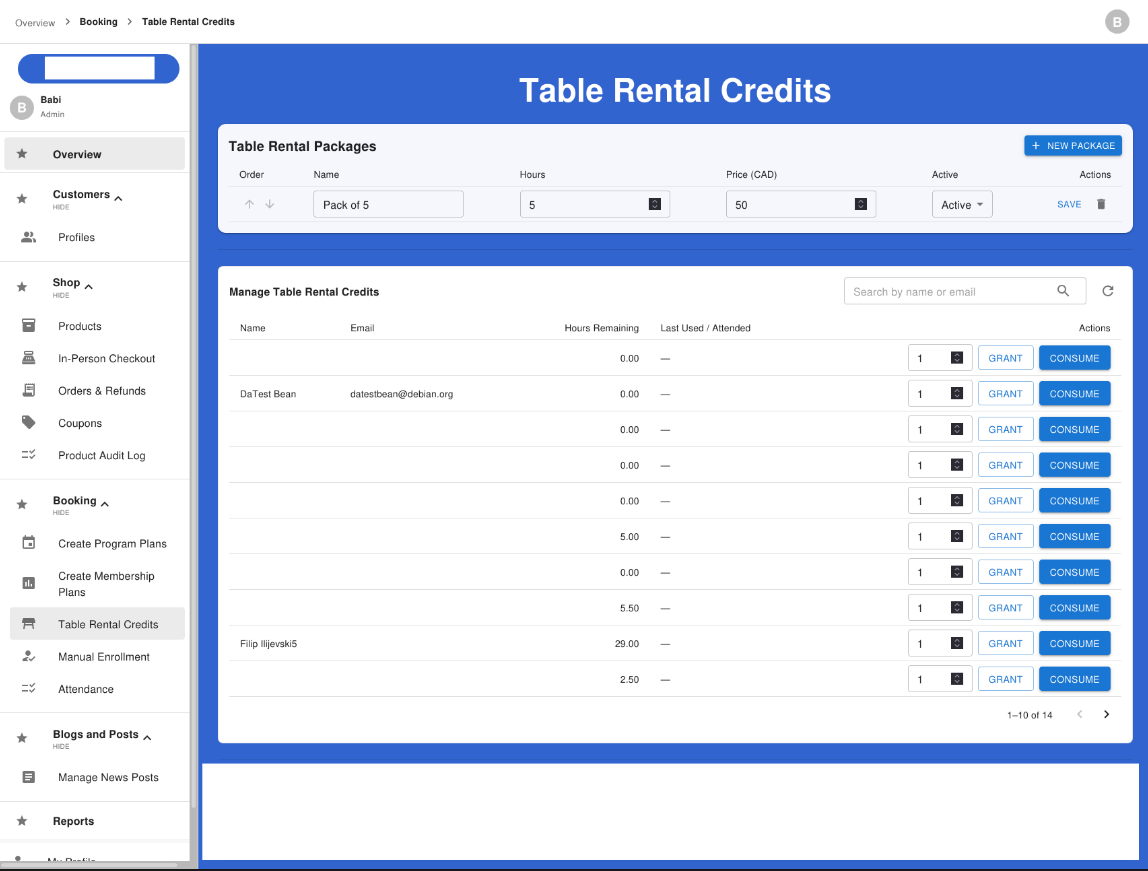 Overview > Booking > Table Rental Credits
B
B
Babi
Admin
Overview
Customers
HIDE
Profiles
Shop
HIDE
Products
In-Person Checkout
Orders & Refunds
Coupons
Product Audit Log
Booking
HIDE
Create Program Plans
Create Membership
Plans
Table Rental Credits
Manual Enrollment
Attendance
Blogs and Posts
HIDE
Manage News Posts
Reports
My Profile
Table Rental Credits
Table Rental Packages
+ NEW PACKAGE
Order Name Hours Price (CAD) Active Actions
Pack of 5 5 50 Active SAVE
Manage Table Rental Credits
Search by name or email
Name Email Hours Remaining Last Used / Attended Actions
0.00 — 1 GRANT CONSUME
DaTest Bean datestbean@debian.org 0.00 — 1 GRANT CONSUME
0.00 — 1 GRANT CONSUME
0.00 — 1 GRANT CONSUME
0.00 — 1 GRANT CONSUME
5.00 — 1 GRANT CONSUME
0.00 — 1 GRANT CONSUME
5.50 — 1 GRANT CONSUME
Filip Ilijevski5 29.00 — 1 GRANT CONSUME
2.50 — 1 GRANT CONSUME
1–10 of 14